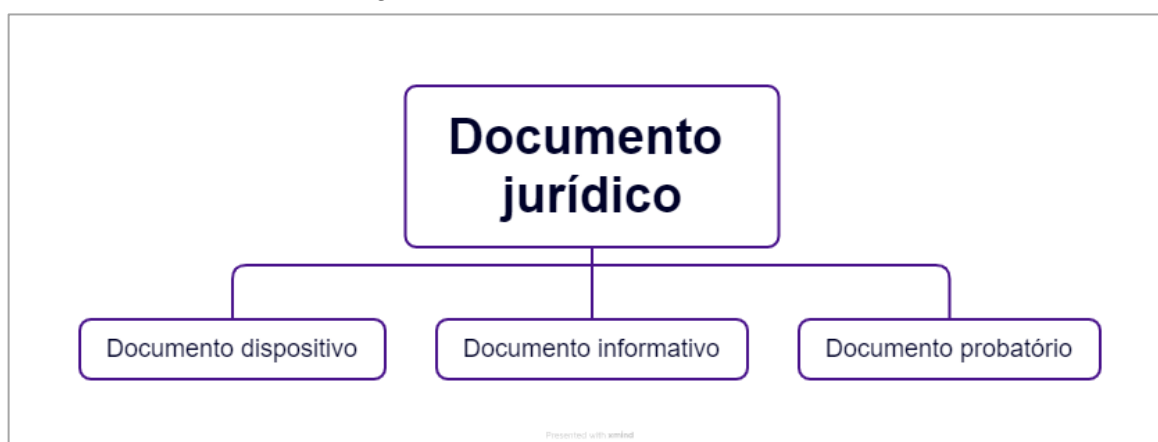 Documento
jurídico
Documento dispositivo
Documento informativo
Documento probatório
Presented with xmind